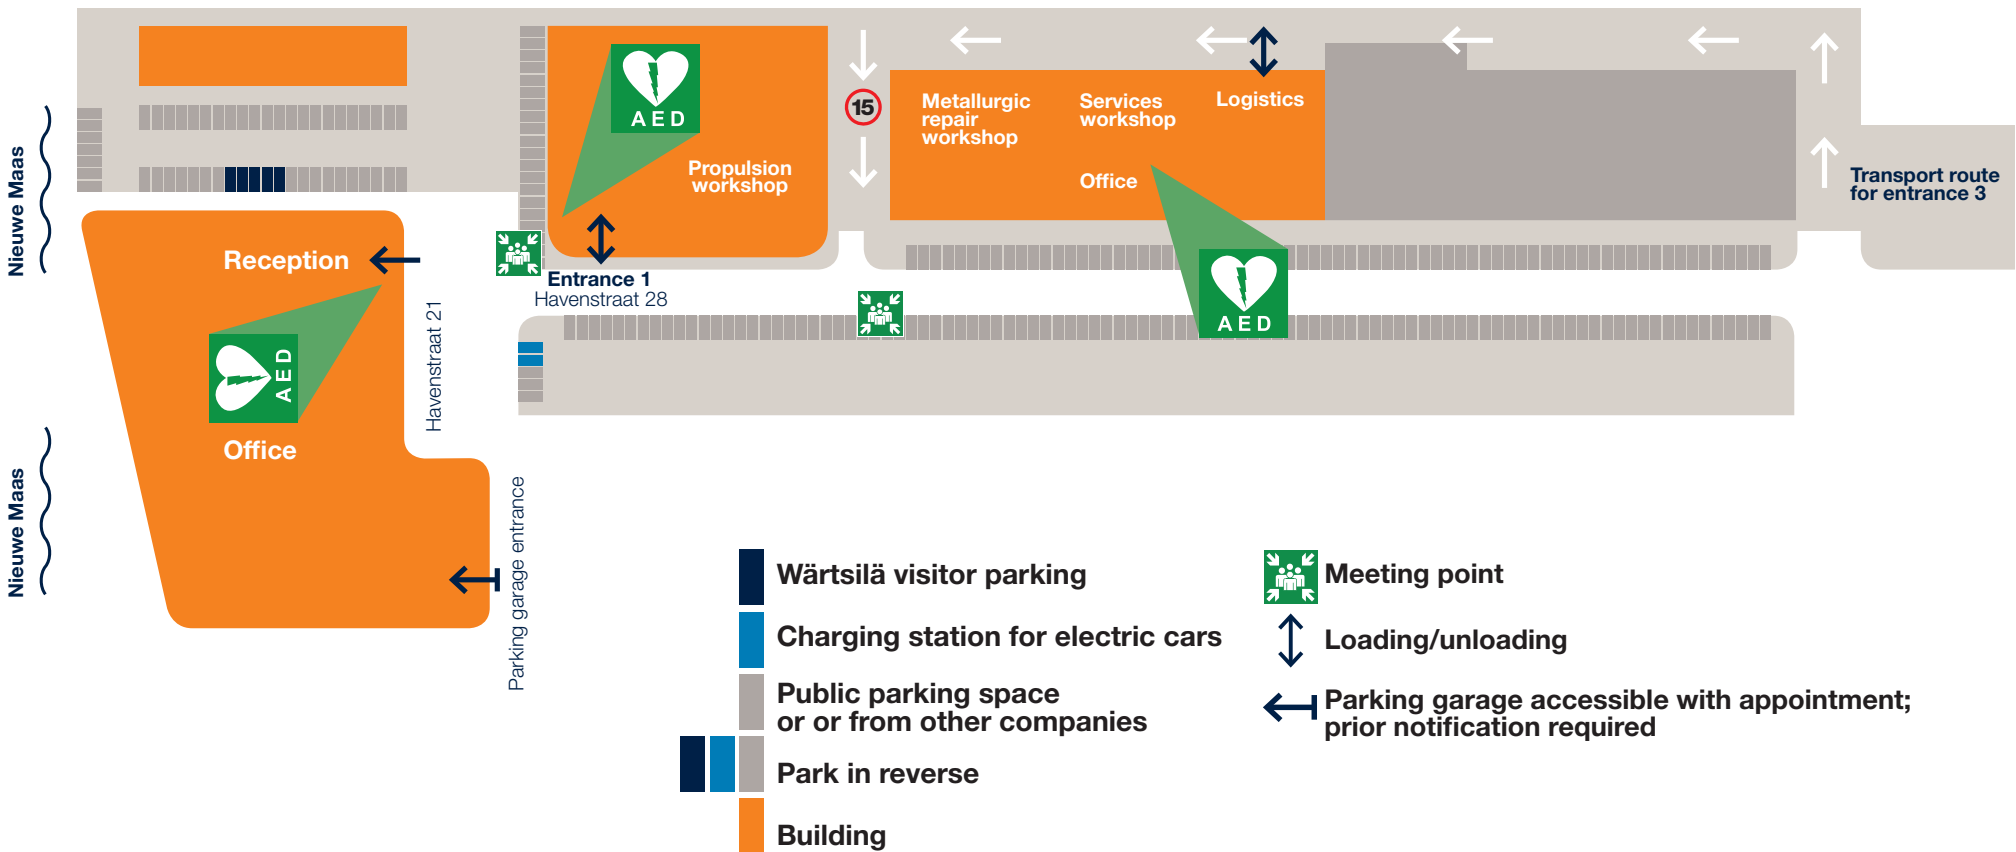 AED
Propulsion
workshop
15
Metallurgic
repair
workshop
Services
workshop
Logistics
Office
Transport route
for entrance 3
Nieuwe Maas
Reception
Entrance 1
Havenstraat 28
AED
Havenstraat 21
AED
Office
Nieuwe Maas
Parking garage entrance
Wärtsilä visitor parking
Charging station for electric cars
Public parking space
or or from other companies
Park in reverse
Building
Meeting point
Loading/unloading
Parking garage accessible with appointment;
prior notification required